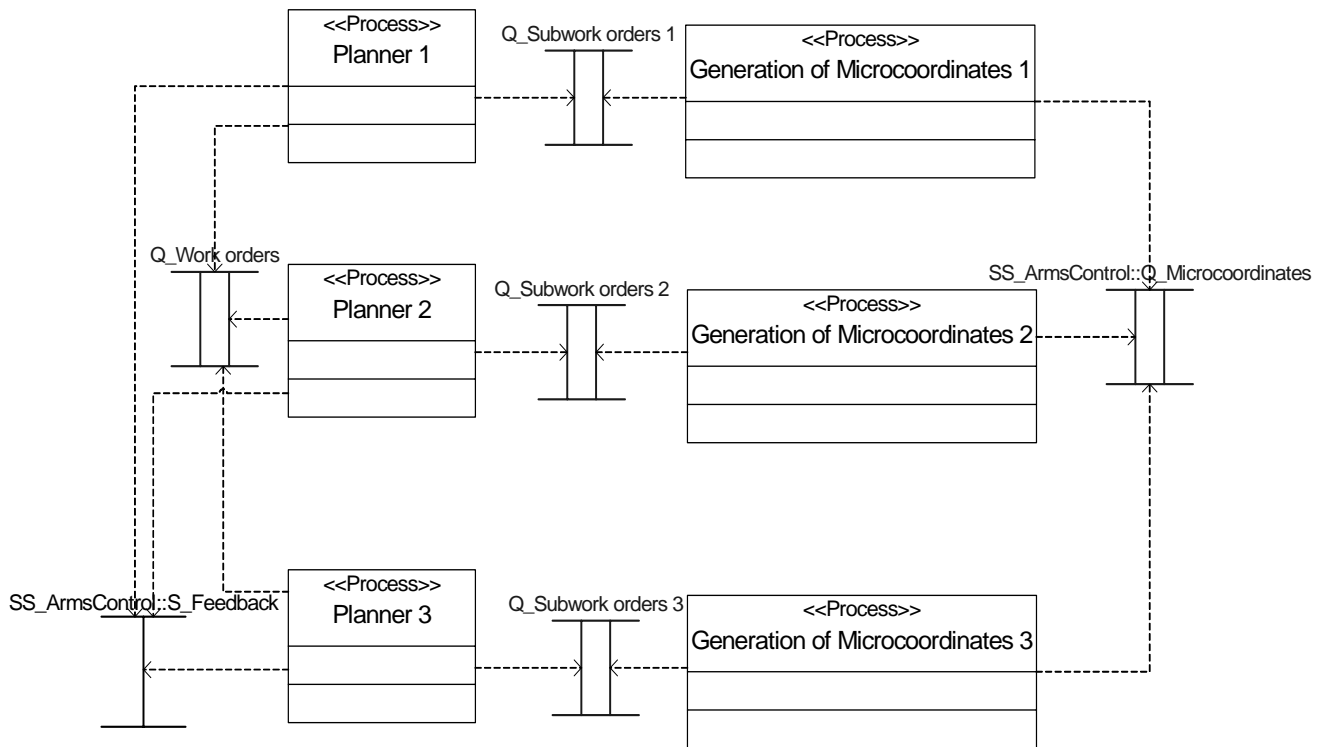 <<Process>>
Planner 1
Q_Subwork orders 1
<<Process>>
Generation of Microcoordinates 1
Q_Work orders
<<Process>>
Planner 2
Q_Subwork orders 2
<<Process>>
Generation of Microcoordinates 2
SS_ArmsControl::Q_Microcoordinates
SS_ArmsControl::S_Feedback
<<Process>>
Planner 3
Q_Subwork orders 3
<<Process>>
Generation of Microcoordinates 3